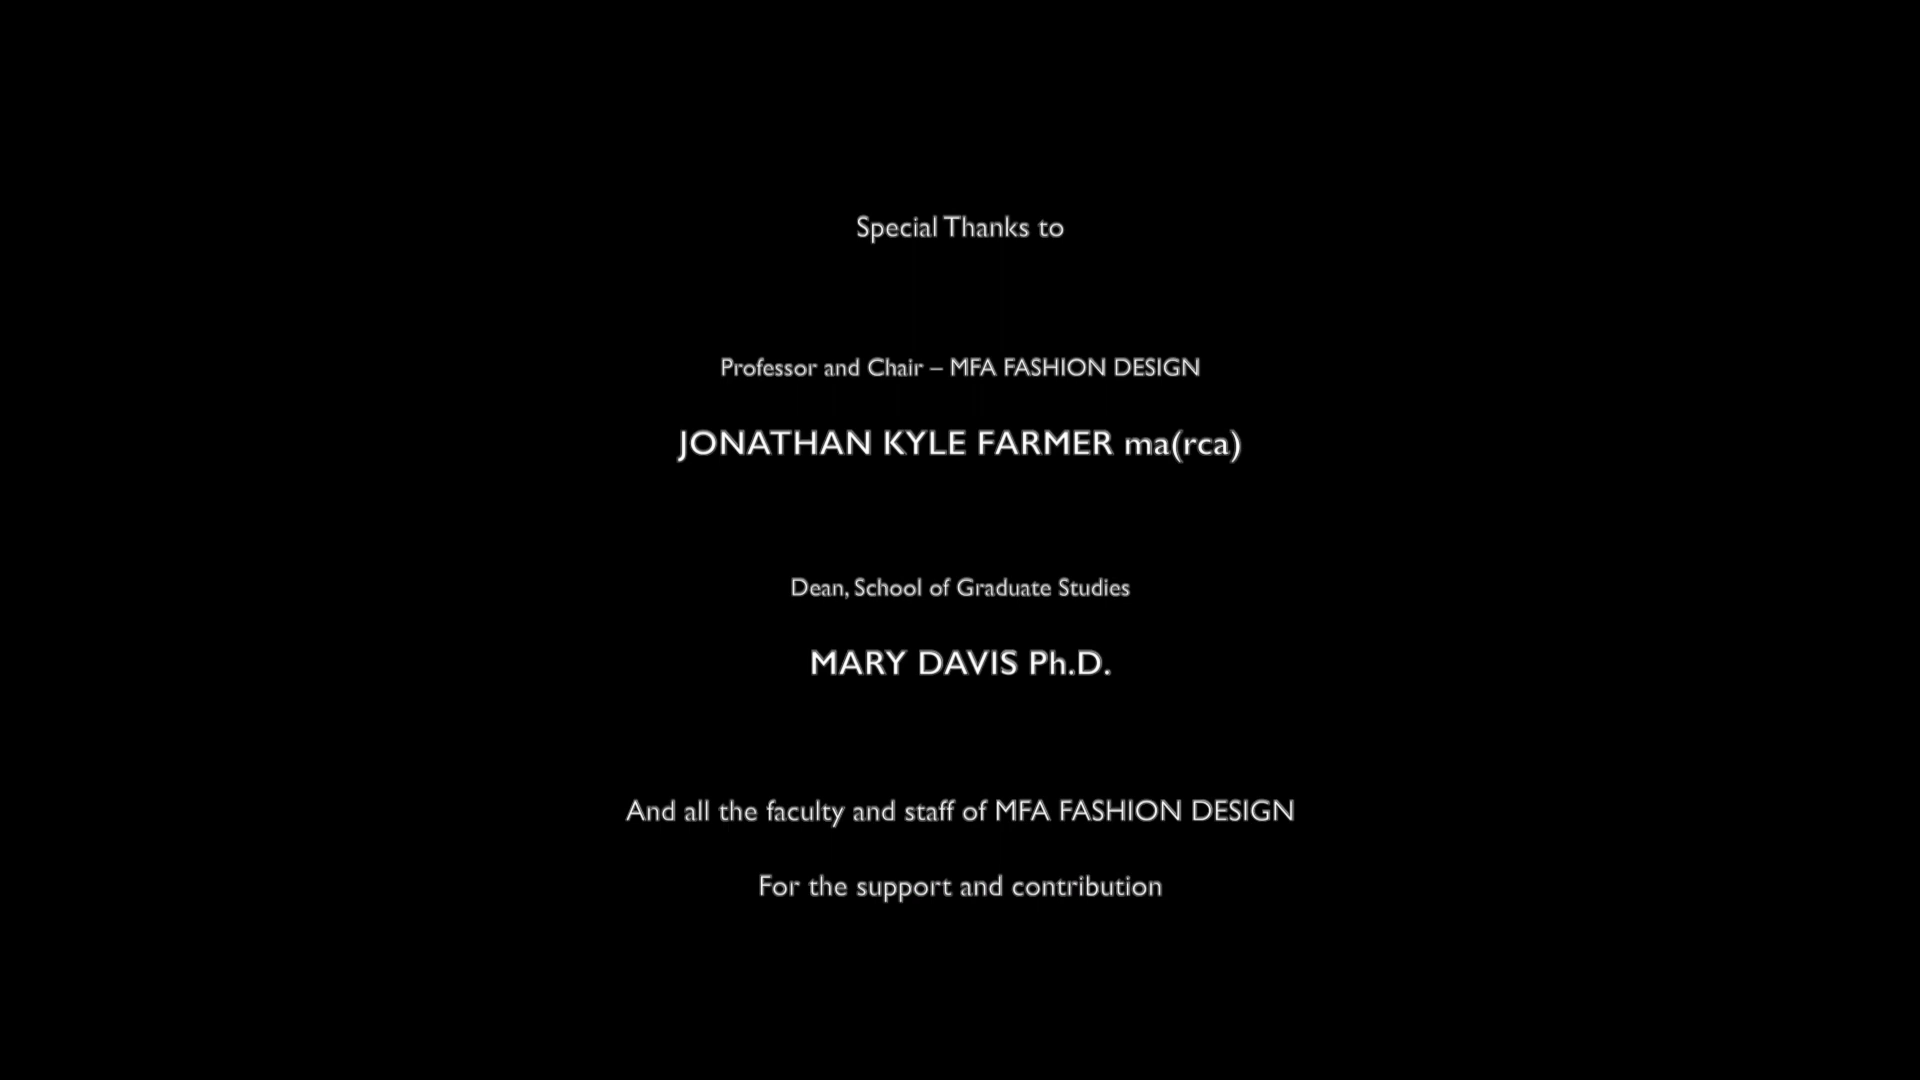 Special Thanks to
Professor and Chair – MFA FASHION DESIGN
JONATHAN KYLE FARMER ma(rca)
Dean, School of Graduate Studies
MARY DAVIS Ph.D.
And all the faculty and staff of MFA FASHION DESIGN
For the support and contribution